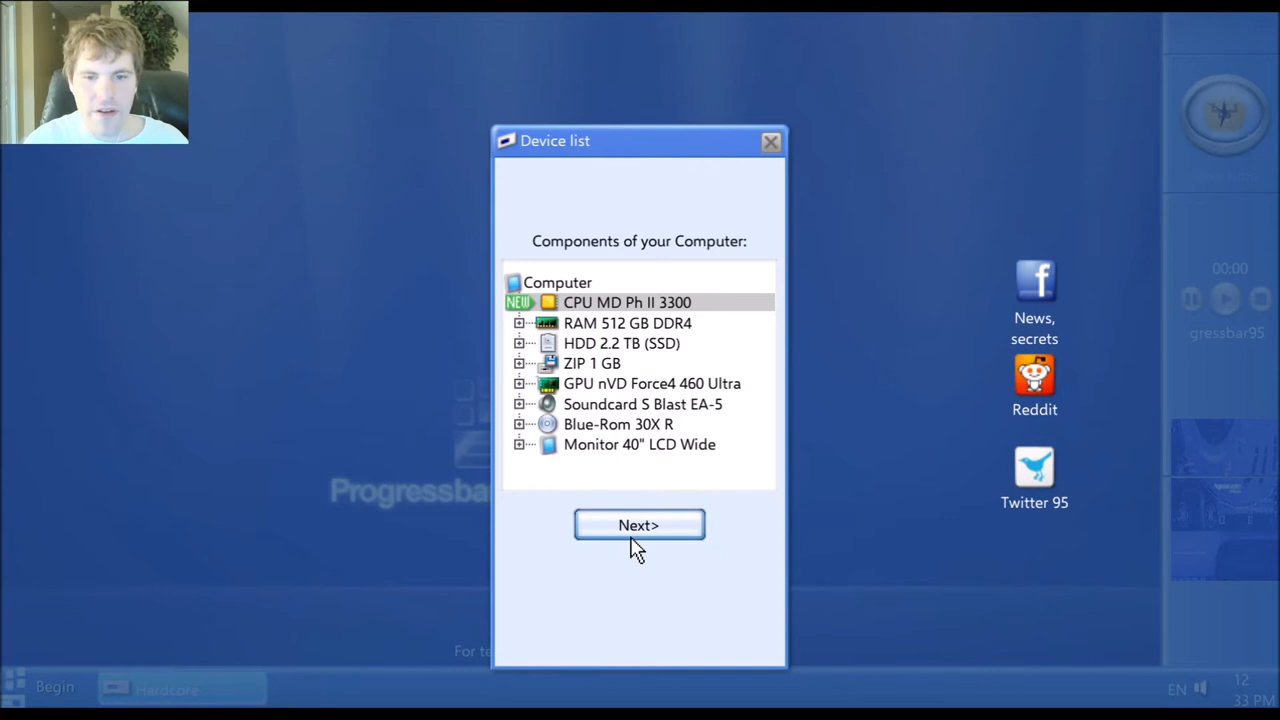 Device list
Components of your Computer:
Computer
NEW CPU MD Ph II 3300
RAM 512 GB DDR4
HDD 2.2 TB (SSD)
ZIP 1 GB
GPU nVD Force4 460 Ultra
Soundcard S Blast EA-5
Blue-Rom 30X R
Monitor 40" LCD Wide
Next>
News,
secrets
Reddit
Twitter 95
00:00
gressbar95
Progressba
For te
Begin
Hardcore
EN
12
33 PM